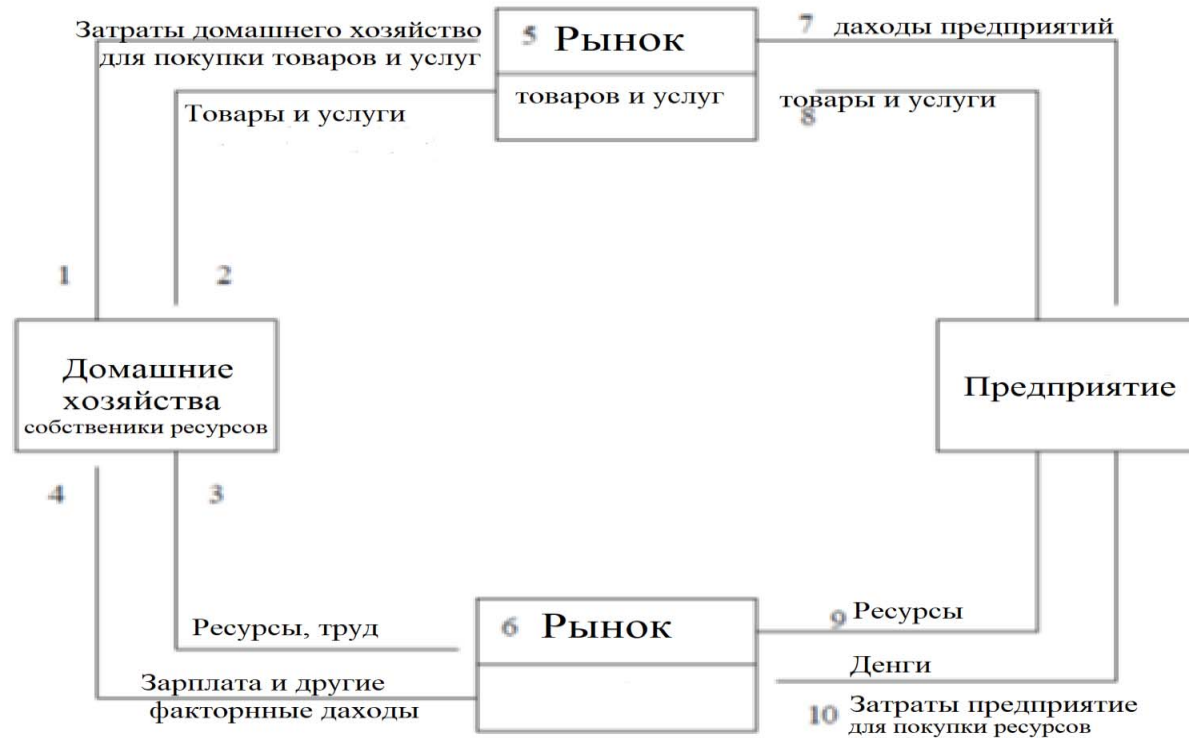 Затраты домашнего хозяйство
для покупки товаров и услуг
Товары и услуги
5 Рынок
товаров и услуг
7 даходы предприятий
товары и услуги
8
1
2
Домашние
хозяйства
собственики ресурсов
Предприятие
4
3
Ресурсы, труд
Зарплата и другие
факторнные даходы
6 Рынок
9 Ресурсы
Денги
10 Затраты предприятие
для покупки ресурсов